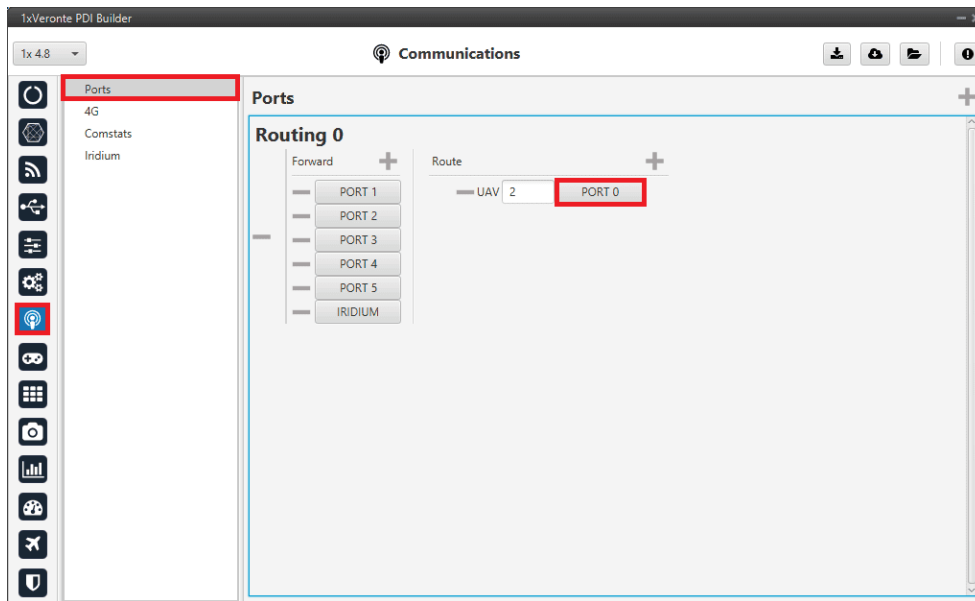 1xVeronte PDI Builder
1x 4.8
Communications
Ports
4G
Comstats
Iridium
Ports
Routing 0
Forward
Route
PORT 1
PORT 2
PORT 3
PORT 4
PORT 5
IRIDIUM
UAV 2 PORT 0